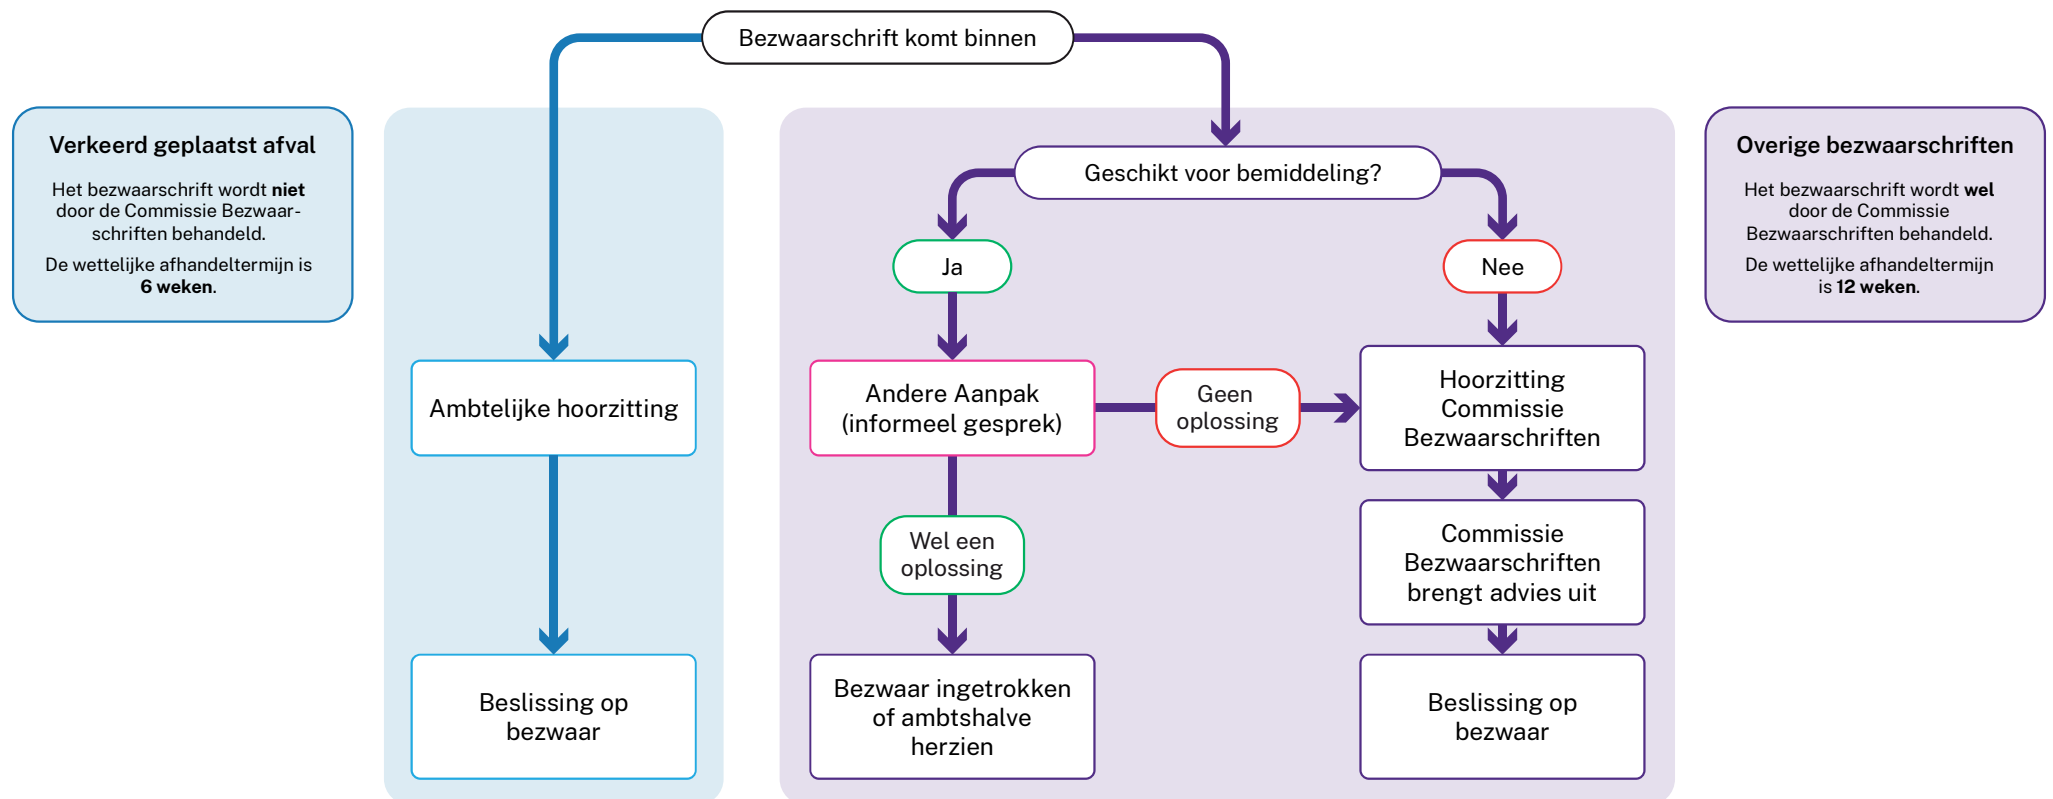 Bezwaarschrift komt binnen
Verkeerd geplaatst afval
Het bezwaarschrift wordt niet
door de Commissie Bezwaar-
schriften behandeld.
De wettelijke afhandeltermijn is
6 weken.
Ambtelijke hoorzitting
Beslissing op
bezwaar
Geschikt voor bemiddeling?
Ja
Nee
Andere Aanpak
(informeel gesprek)
Geen
oplossing
Wel een
oplossing
Bezwaar ingetrokken
of ambtshalve
herzien
Hoorzitting
Commissie
Bezwaarschriften
Commissie
Bezwaarschriften
brengt advies uit
Beslissing op
bezwaar
Overige bezwaarschriften
Het bezwaarschrift wordt wel
door de Commissie
Bezwaarschriften behandeld.
De wettelijke afhandeltermijn
is 12 weken.